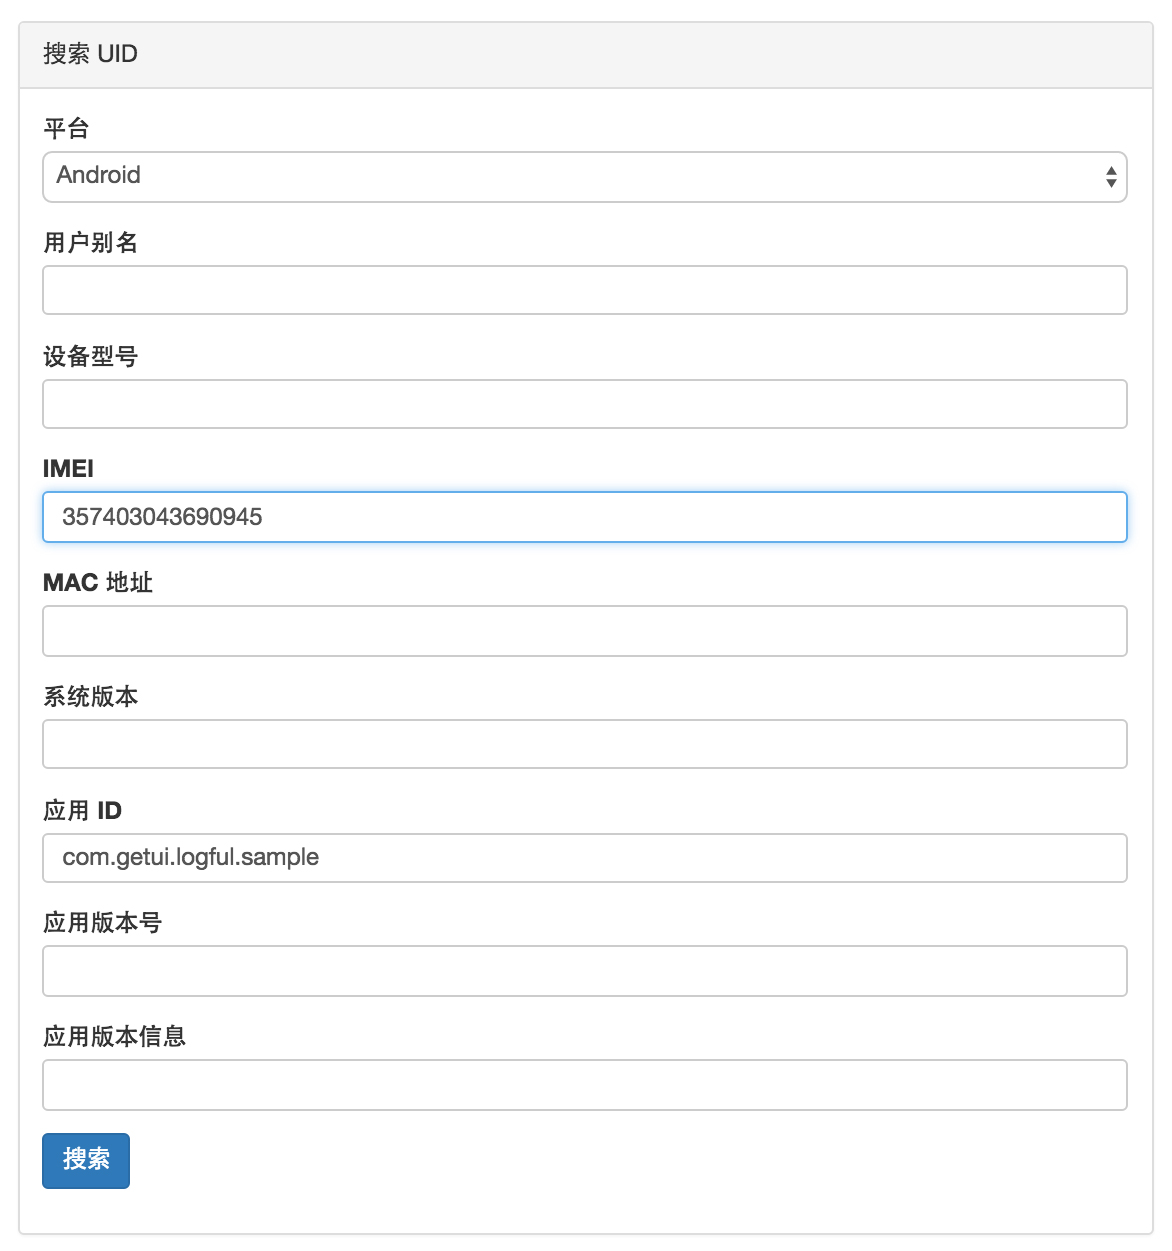 搜索 UID
平台
Android
用户别名
设备型号
IMEI
357403043690945
MAC 地址
系统版本
应用 ID
com.getui.logful.sample
应用版本号
应用版本信息
搜索